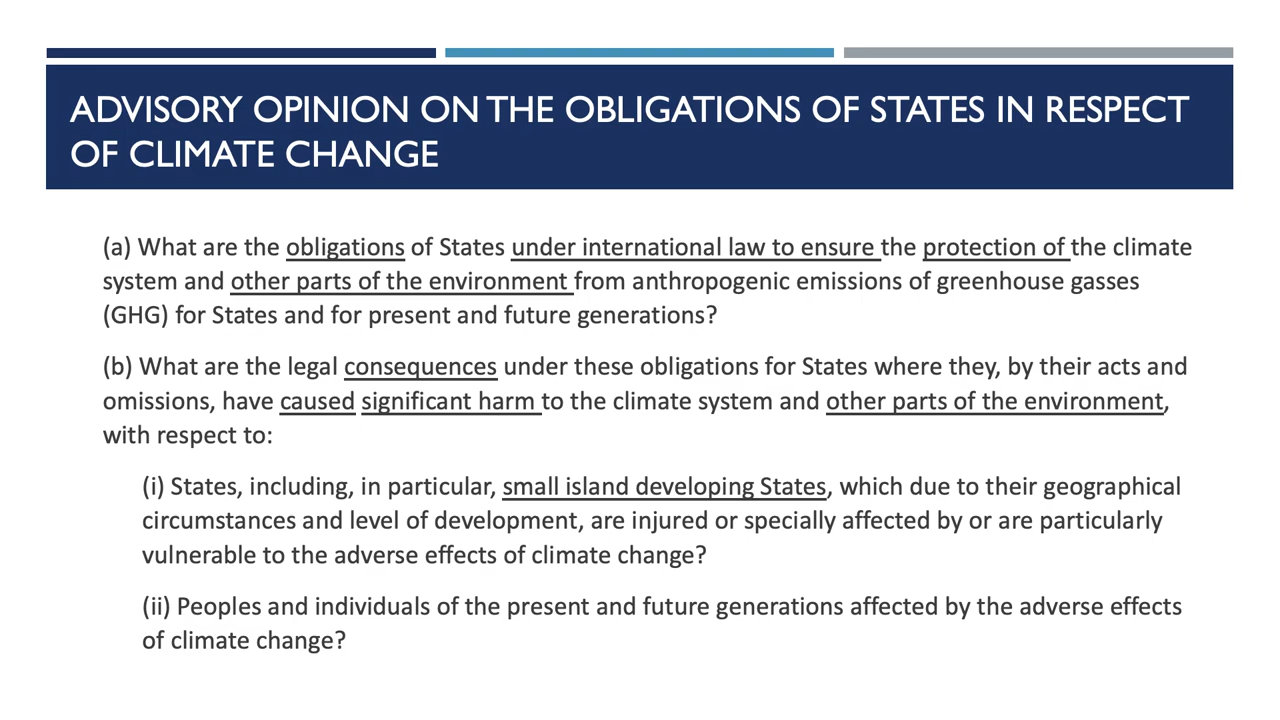 ADVISORY OPINION ON THE OBLIGATIONS OF STATES IN RESPECT
OF CLIMATE CHANGE
(a) What are the obligations of States under international law to ensure the protection of the climate
system and other parts of the environment from anthropogenic emissions of greenhouse gasses
(GHG) for States and for present and future generations?
(b) What are the legal consequences under these obligations for States where they, by their acts and
omissions, have caused significant harm to the climate system and other parts of the environment,
with respect to:
(i) States, including, in particular, small island developing States, which due to their geographical
circumstances and level of development, are injured or specially affected by or are particularly
vulnerable to the adverse effects of climate change?
(ii) Peoples and individuals of the present and future generations affected by the adverse effects
of climate change?